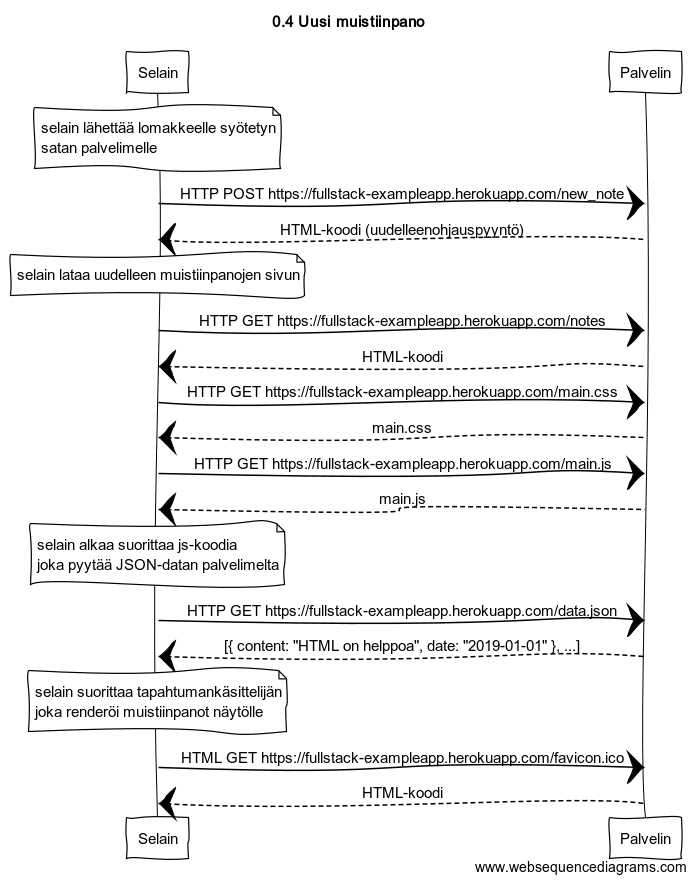 0.4 Uusi muistiinpano
Selain
Palvelin
selain lähettää lomakkeelle syötetyn
satan palvelimelle
HTTP POST https://fullstack-exampleapp.herokuapp.com/new_note
HTML-koodi (uudelleenohjauspyyntö)
selain lataa uudelleen muistiinpanojen sivun
HTTP GET https://fullstack-exampleapp.herokuapp.com/notes
HTML-koodi
HTTP GET https://fullstack-exampleapp.herokuapp.com/main.css
main.css
HTTP GET https://fullstack-exampleapp.herokuapp.com/main.js
main.js
selain alkaa suorittaa js-koodia
joka pyytää JSON-datan palvelimelta
HTTP GET https://fullstack-exampleapp.herokuapp.com/data.json
[{ content: "HTML on helppoa", date: "2019-01-01" }, ...]
selain suorittaa tapahtumankäsittelijän
joka renderöi muistiinpanot näytölle
HTML GET https://fullstack-exampleapp.herokuapp.com/favicon.ico
HTML-koodi
Selain
Palvelin
www.websequencediagrams.com